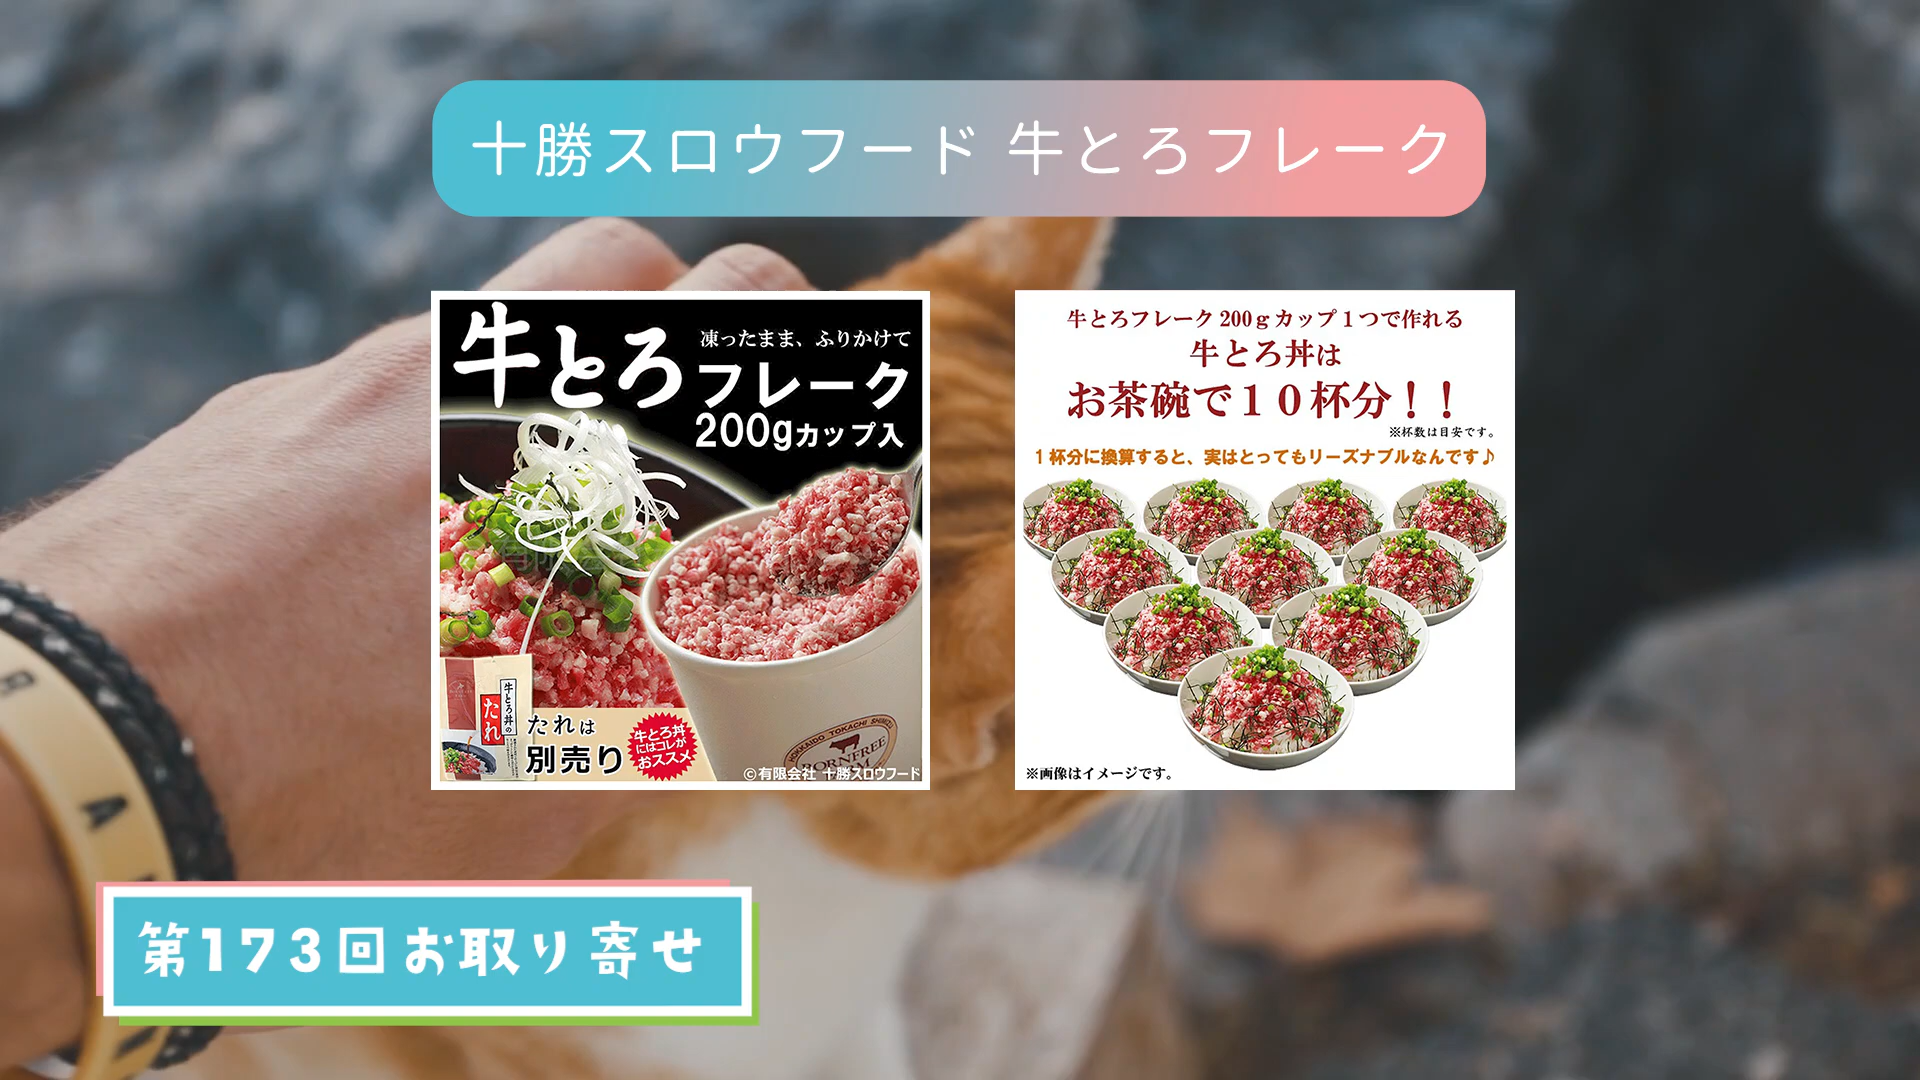 十勝スロウフード 牛とろフレーク
牛とろ
凍ったまま、ふりかけて
フレーク
200gカップ入
牛とろ丼の
たれ
たれは
別売り
牛とろ丼
にはコレが
おススメ
HOKKAIDO TOKACHI SHIMIZU
BORNFREE
©有限会社 十勝スロウフード
牛とろフレーク200gカップ1つで作れる
牛とろ丼は
お茶碗で10杯分!!
※杯数は目安です。
1杯分に換算すると、実はとってもリーズナブルなんです♪
※画像はイメージです。
第173回お取り寄せ